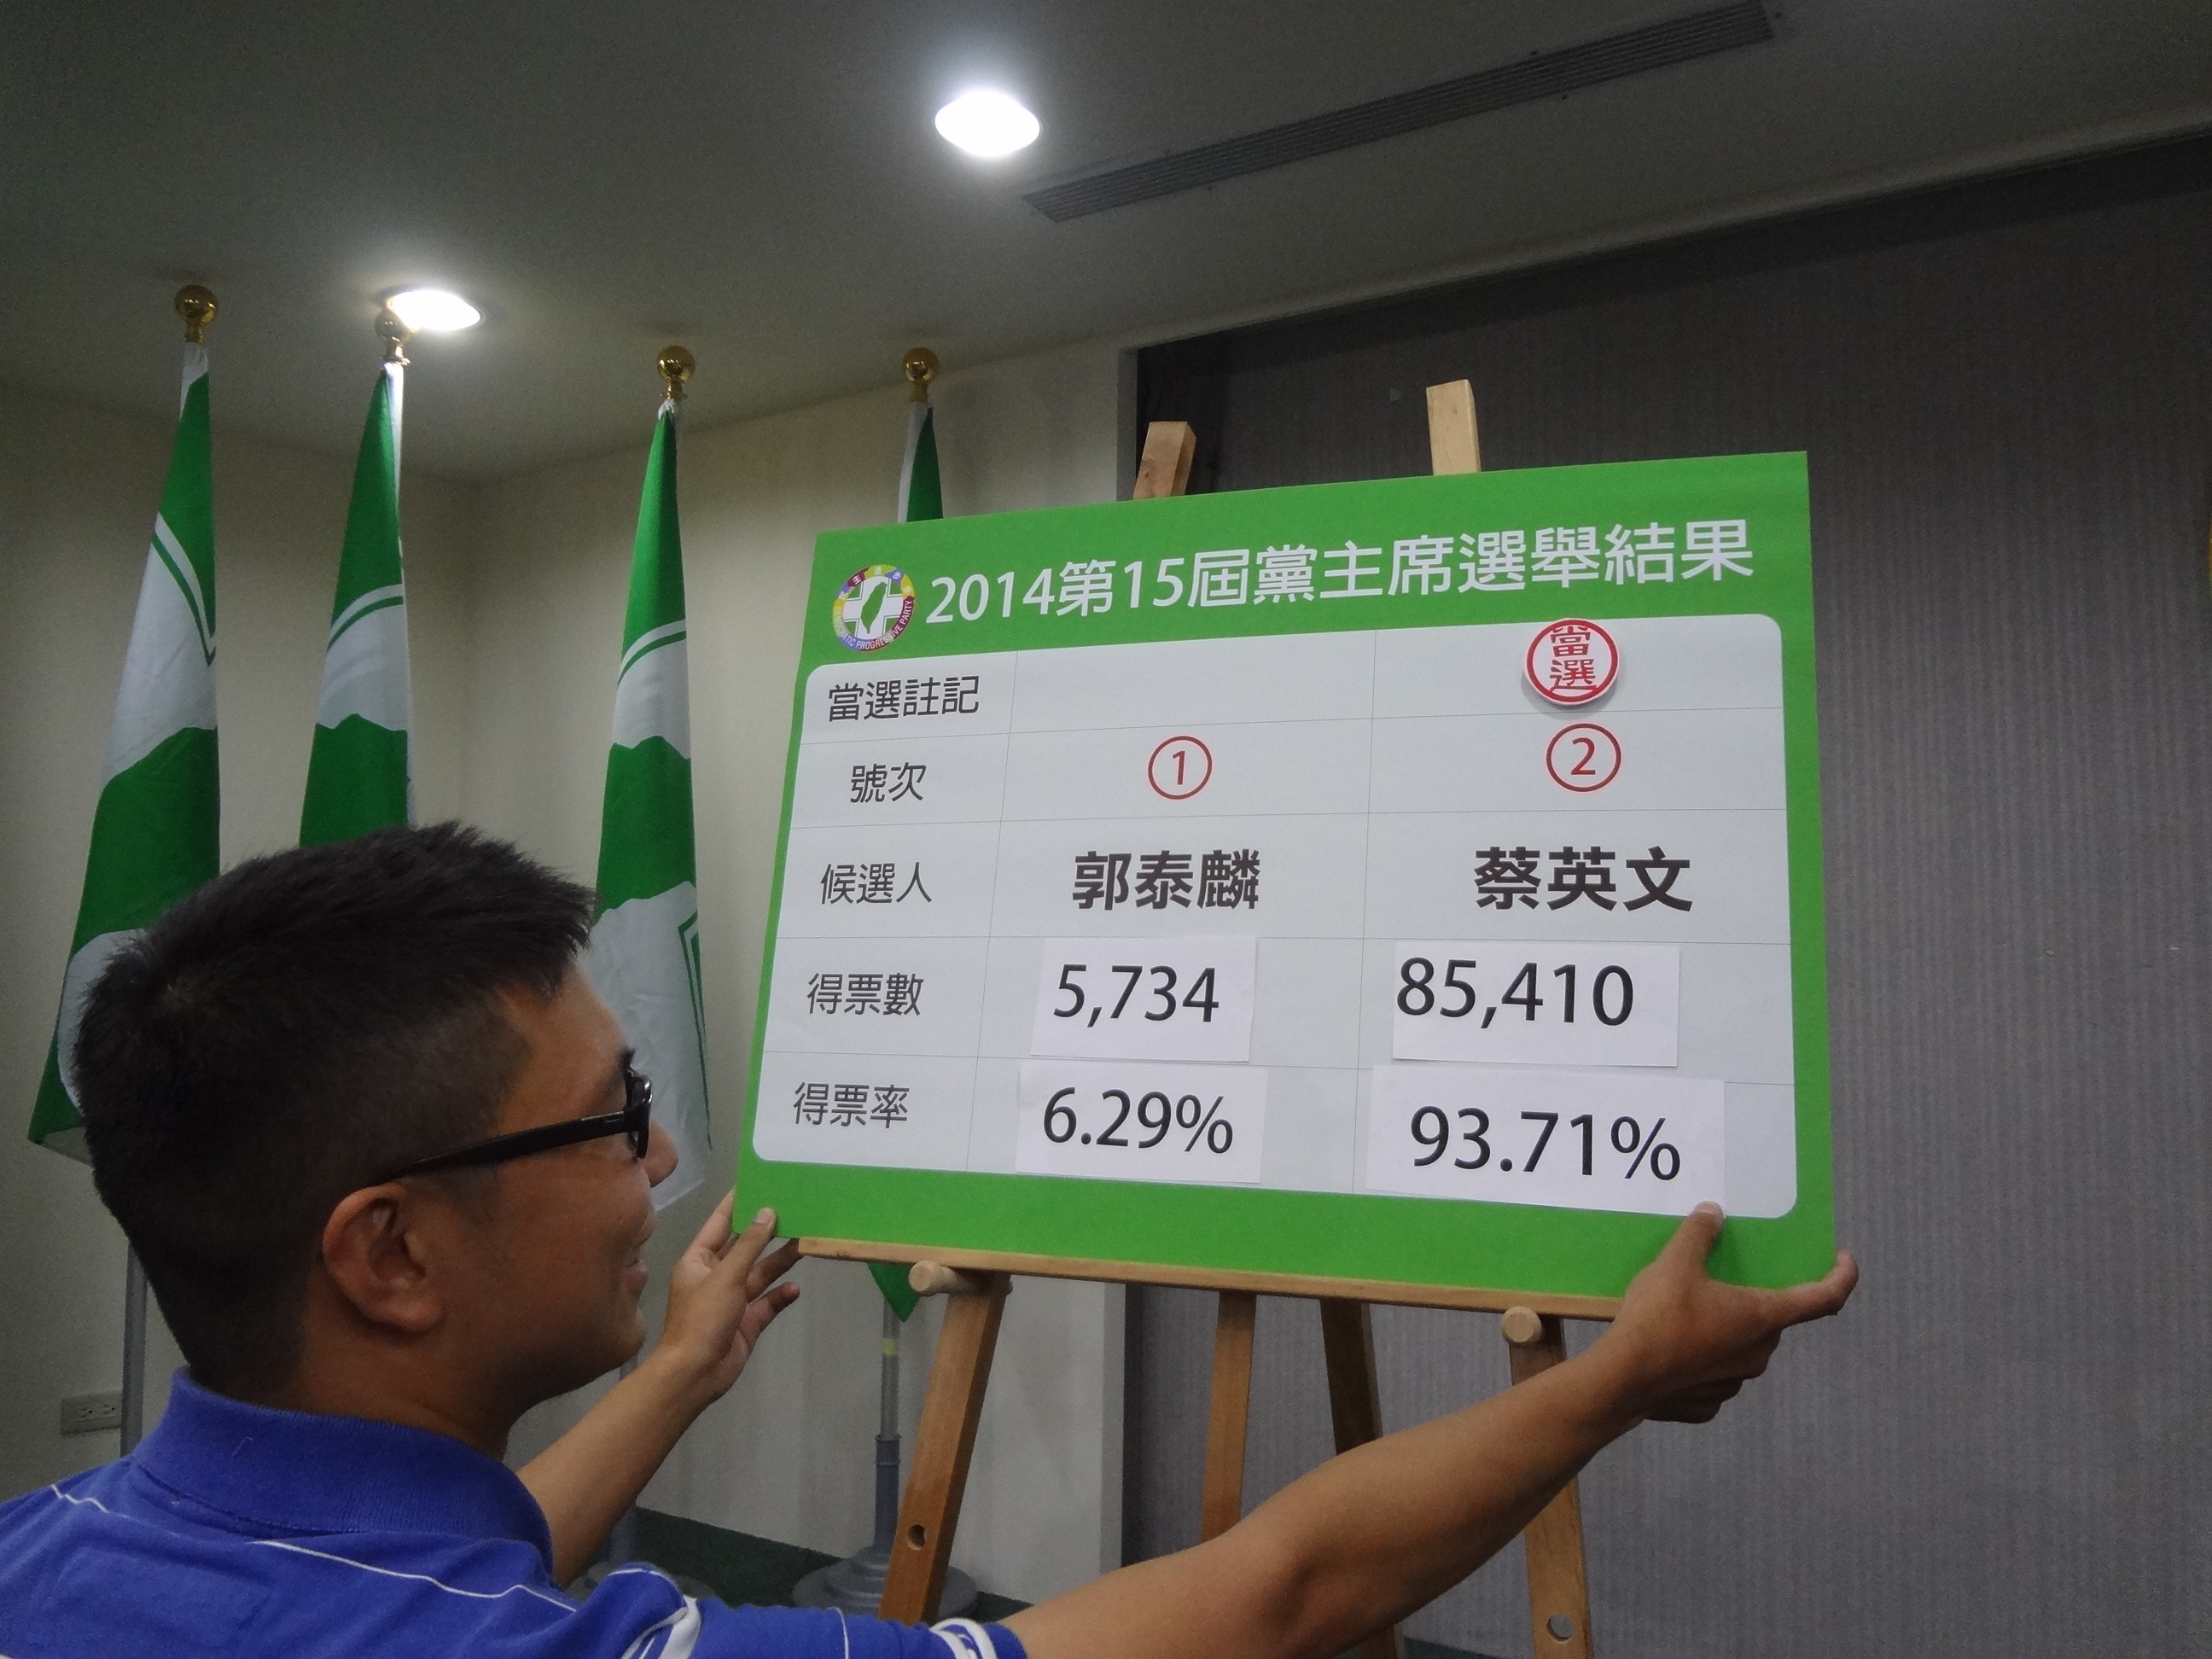 2014第15屆黨主席選舉結果
PROGRESSIVE PARTY
當選註記 當選
號次 1 2
候選人 郭泰麟 蔡英文
得票數 5,734 85,410
得票率 6.29% 93.71%